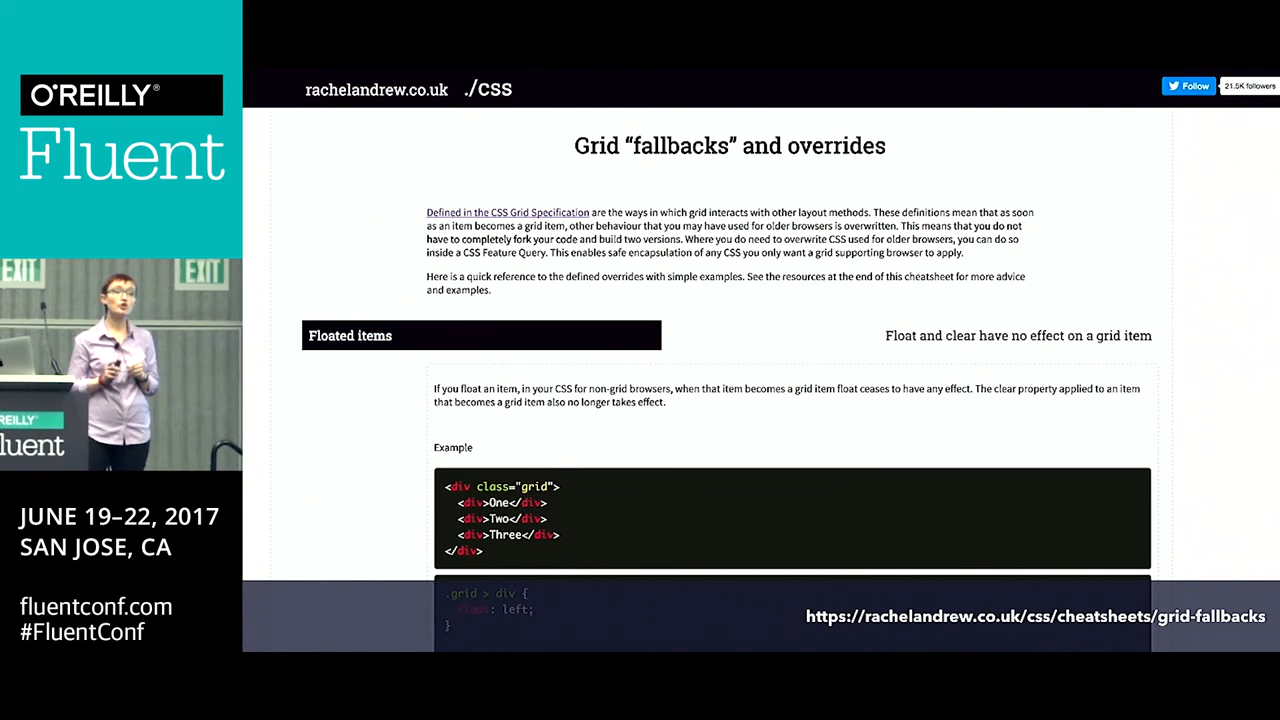 O'REILLY®
Fluent
EXIT
EXIT
REILLY
luent
JUNE 19–22, 2017
SAN JOSE, CA
fluentconf.com
#FluentConf
rachelandrew.co.uk ./CSS
Follow
21.5K followers
Grid “fallbacks” and overrides
Defined in the CSS Grid Specification are the ways in which grid interacts with other layout methods. These definitions mean that as soon
as an item becomes a grid item, other behaviour that you may have used for older browsers is overwritten. This means that you do not
have to completely fork your code and build two versions. Where you do need to overwrite CSS used for older browsers, you can do so
inside a CSS Feature Query. This enables safe encapsulation of any CSS you only want a grid supporting browser to apply.
Here is a quick reference to the defined overrides with simple examples. See the resources at the end of this cheatsheet for more advice
and examples.
Floated items
Float and clear have no effect on a grid item
If you float an item, in your CSS for non-grid browsers, when that item becomes a grid item float ceases to have any effect. The clear property applied to an item
that becomes a grid item also no longer takes effect.
Example
<div class="grid">
<div>One</div>
<div>Two</div>
<div>Three</div>
</div>
.grid > div {
float: left;
}
https://rachelandrew.co.uk/css/cheatsheets/grid-fallbacks